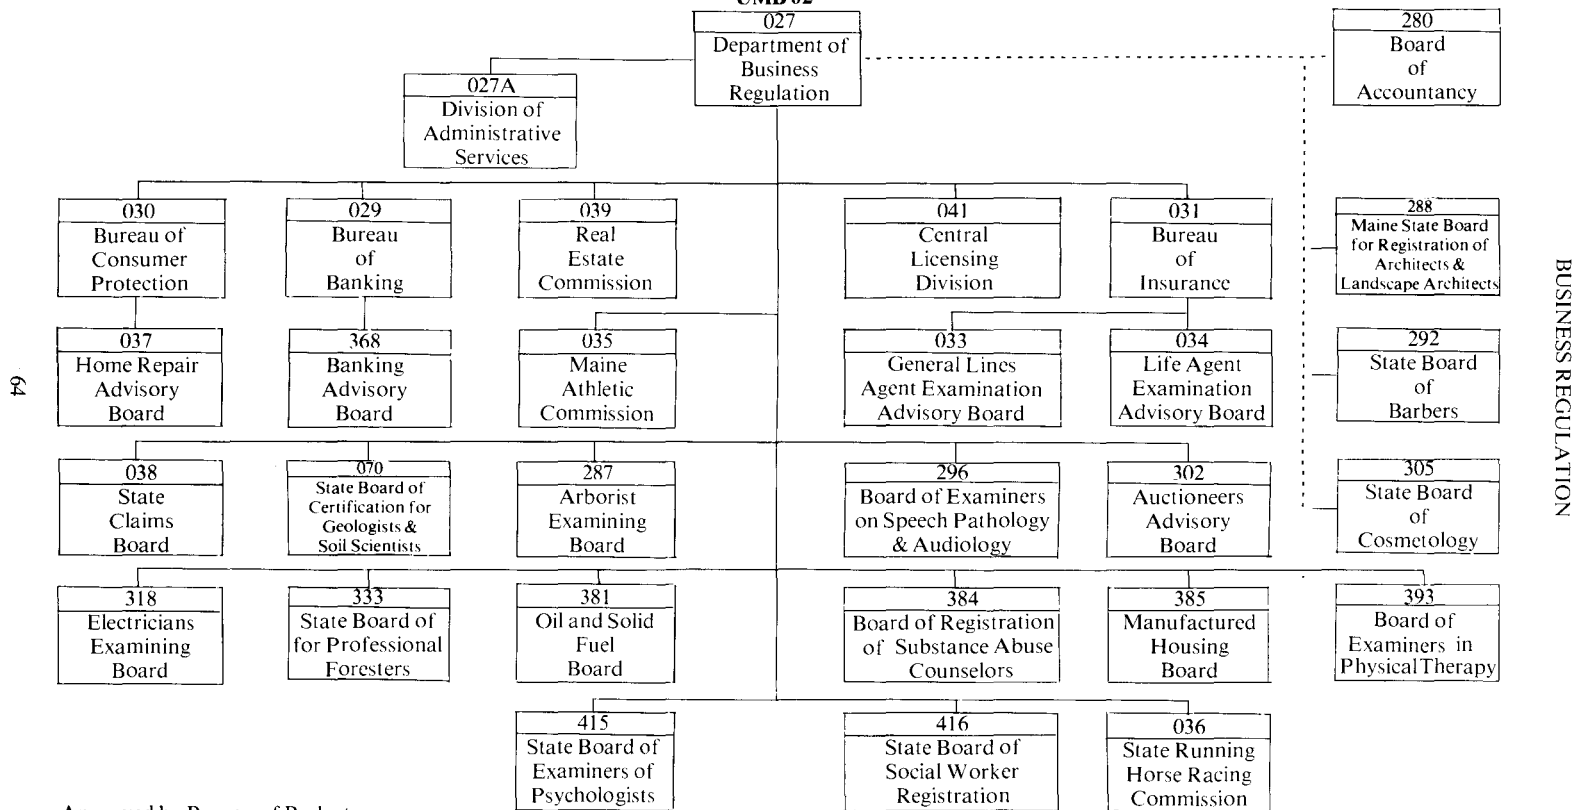 UMB 02
027
Department of
Business
Regulation
280
Board
of
Accountancy
027A
Division of
Administrative
Services
030
Bureau of
Consumer
Protection
029
Bureau
of
Banking
039
Real
Estate
Commission
041
Central
Licensing
Division
031
Bureau
of
Insurance
288
Maine State Board
for Registration of
Architects &
Landscape Architects
037
Home Repair
Advisory
Board
368
Banking
Advisory
Board
035
Maine
Athletic
Commission
033
General Lines
Agent Examination
Advisory Board
034
Life Agent
Examination
Advisory Board
292
State Board
of
Barbers
038
State
Claims
Board
070
State Board of
Certification for
Geologists &
Soil Scientists
287
Arborist
Examining
Board
296
Board of Examiners
on Speech Pathology
& Audiology
302
Auctioneers
Advisory
Board
305
State Board
of
Cosmetology
318
Electricians
Examining
Board
333
State Board of
for Professional
Foresters
381
Oil and Solid
Fuel
Board
384
Board of Registration
of Substance Abuse
Counselors
385
Manufactured
Housing
Board
393
Board of
Examiners in
Physical Therapy
415
State Board of
Examiners of
Psychologists
416
State Board of
Social Worker
Registration
036
State Running
Horse Racing
Commission
64
BUSINESS REGULATION